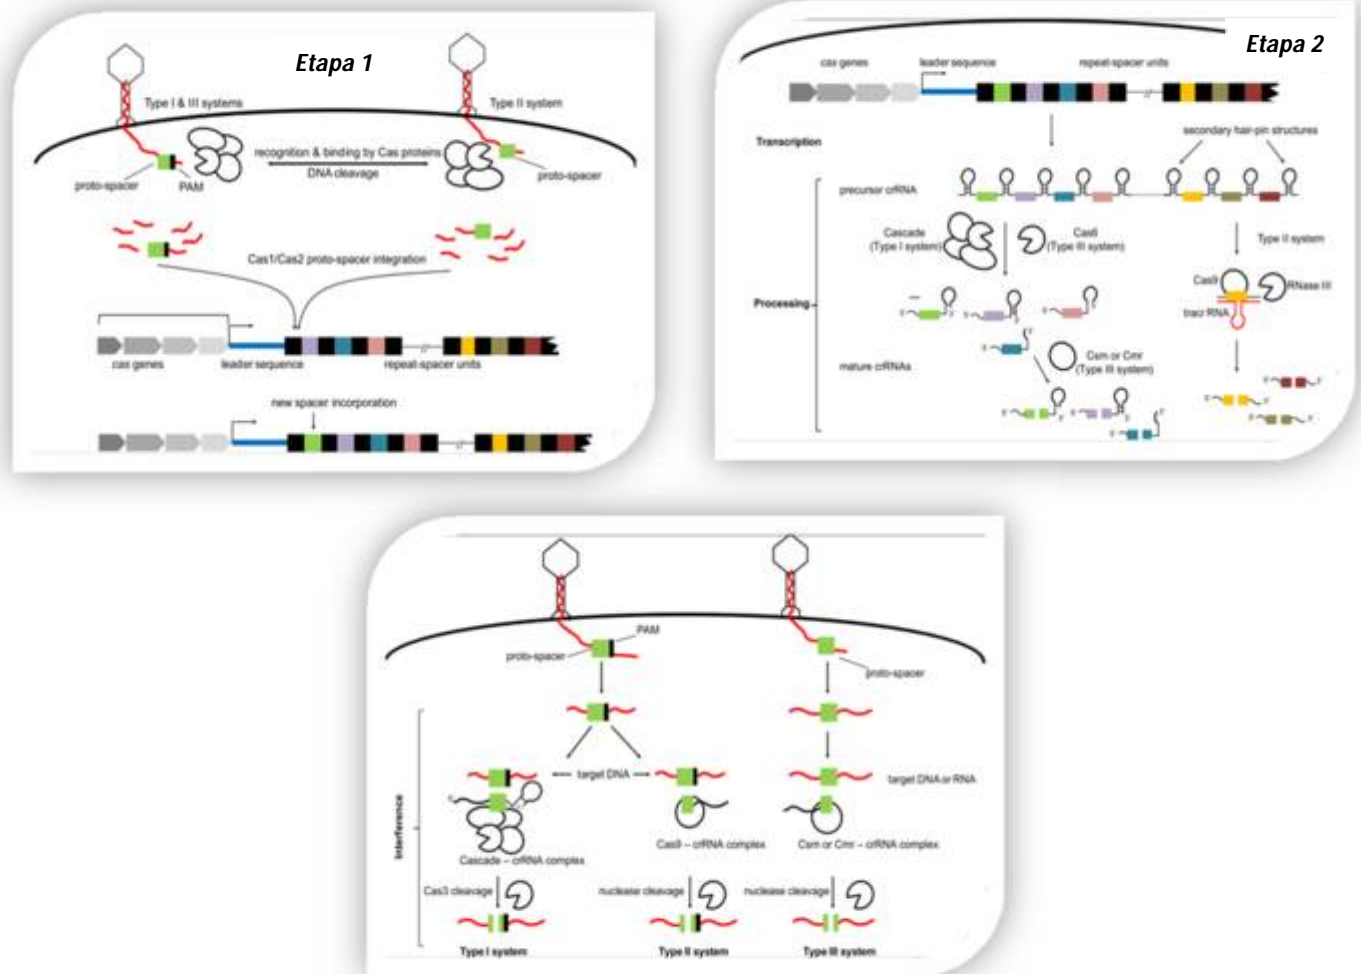 Etapa 1
Type I & III systems
Type II system
recognition & binding by Cas proteins
DNA cleavage
proto-spacer
PAM
proto-spacer
Cas1/Cas2 proto-spacer integration
cas genes
leader sequence
repeat-spacer units
new spacer incorporation
Etapa 2
cas genes
leader sequence
repeat-spacer units
Transcription
secondary hair-pin structures
precursor crRNA
Cascade
(Type I system)
Cas6
(Type III system)
Type II system
Processing
Cas9
RNase III
tracr RNA
mature crRNAs
Csm or Cmr
(Type III system)
PAM
proto-spacer
proto-spacer
Interference
target DNA
target DNA or RNA
Cascade – crRNA complex
Cas9 – crRNA complex
Csm or Cmr – crRNA complex
Cas3 cleavage
nuclease cleavage
nuclease cleavage
Type I system
Type II system
Type III system